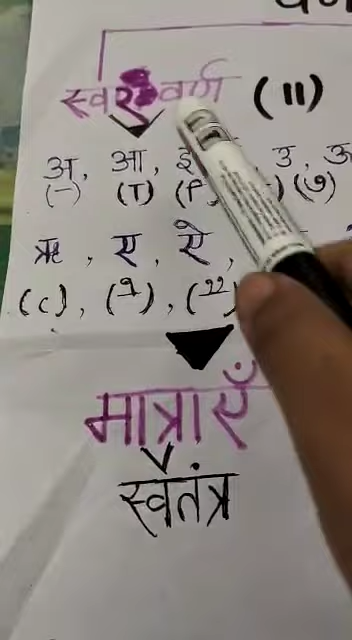 स्वर वर्ण (11)
अ, आ, इ उ, ऊ
(-) (ा) (ि) (ु)
ऋ, ए, ऐ,
(ृ), (े), (ै)
मात्राएँ
स्वतंत्र